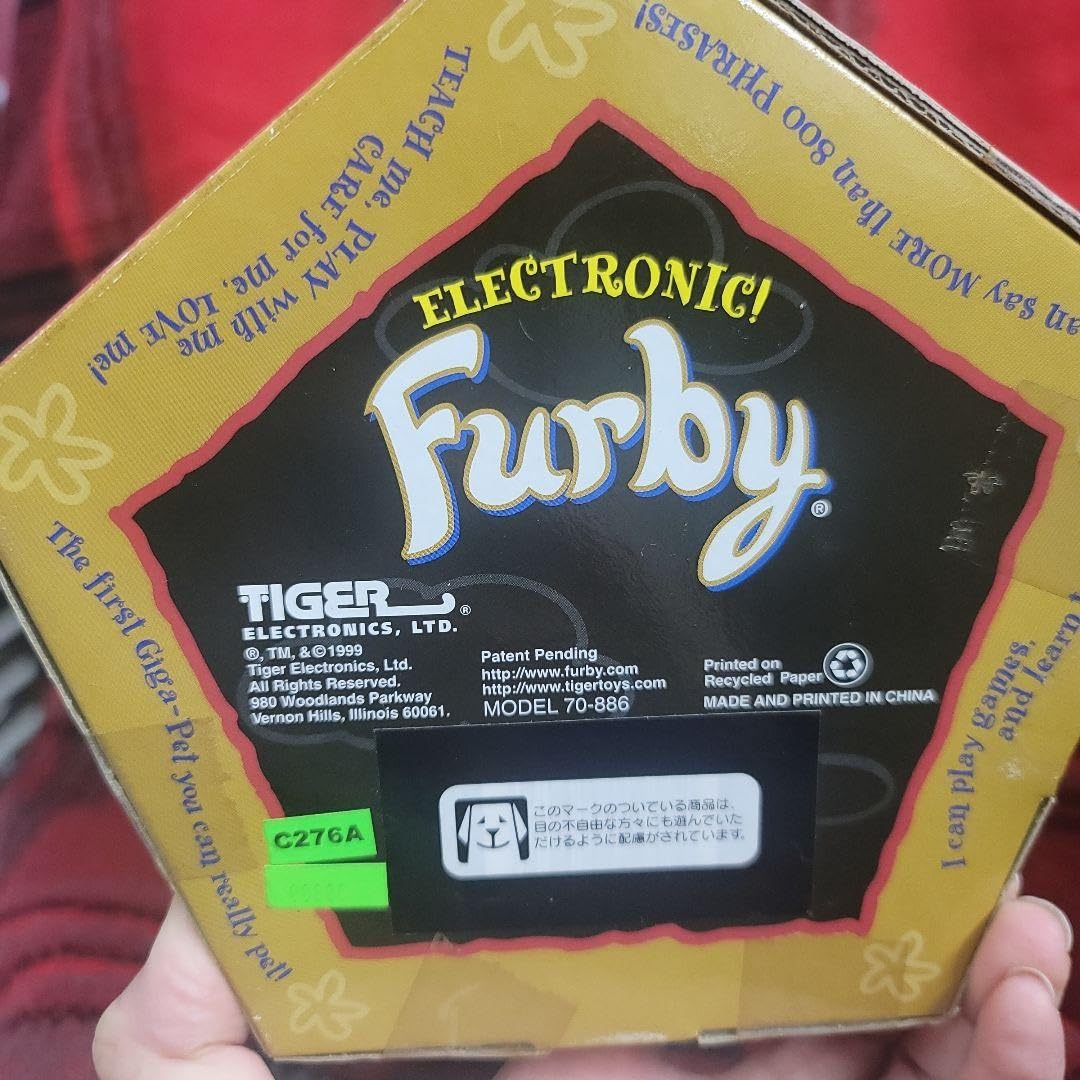 TEACH me, PLAY with me
CARE for me, LOVE me!
an say MORE than 800 PHRASES!
ELECTRONIC!
Furby®
TIGER®
ELECTRONICS, LTD.
®, TM, & © 1999
Tiger Electronics, Ltd.
All Rights Reserved.
980 Woodlands Parkway
Vernon Hills, Illinois 60061.
Patent Pending
http://www.furby.com
http://www.tigertoys.com
MODEL 70-886
Printed on
Recycled Paper
MADE AND PRINTED IN CHINA
このマークのついている商品は、
目の不自由な方々にも遊んでいた
だけるように配慮がされています。
C276A
The first Giga-Pet you can really pet!
I can play games,
and learn